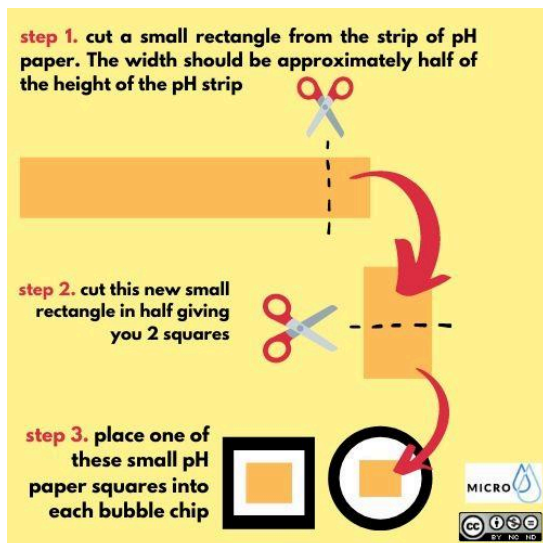 step 1. cut a small rectangle from the strip of pH
paper. The width should be approximately half of
the height of the pH strip
step 2. cut this new small
rectangle in half giving
you 2 squares
step 3. place one of
these small pH
paper squares into
each bubble chip
MICRO
cc
BY NC ND